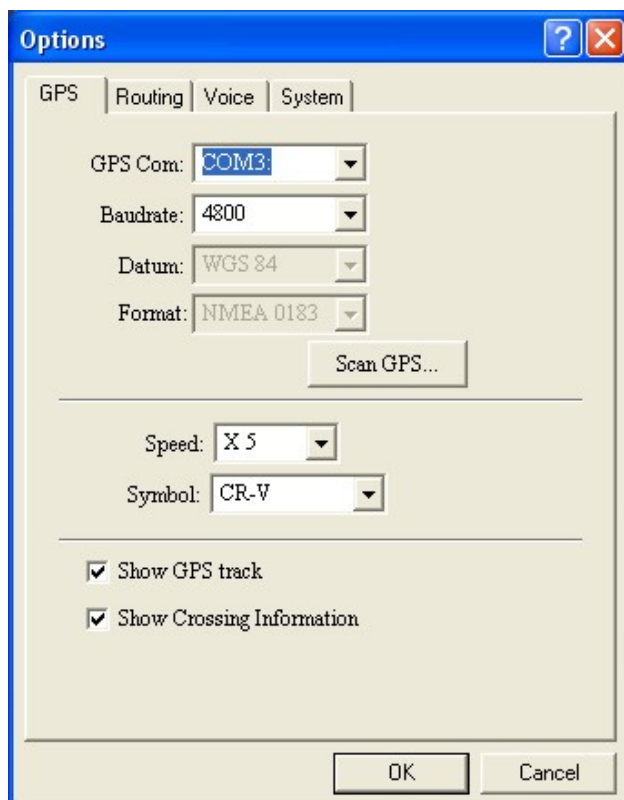 Options
GPS Routing Voice System
GPS Com: COM3:
Baudrate: 4800
Datum: WGS 84
Format: NMEA 0183
Scan GPS...
Speed: X 5
Symbol: CR-V
Show GPS track
Show Crossing Information
OK Cancel